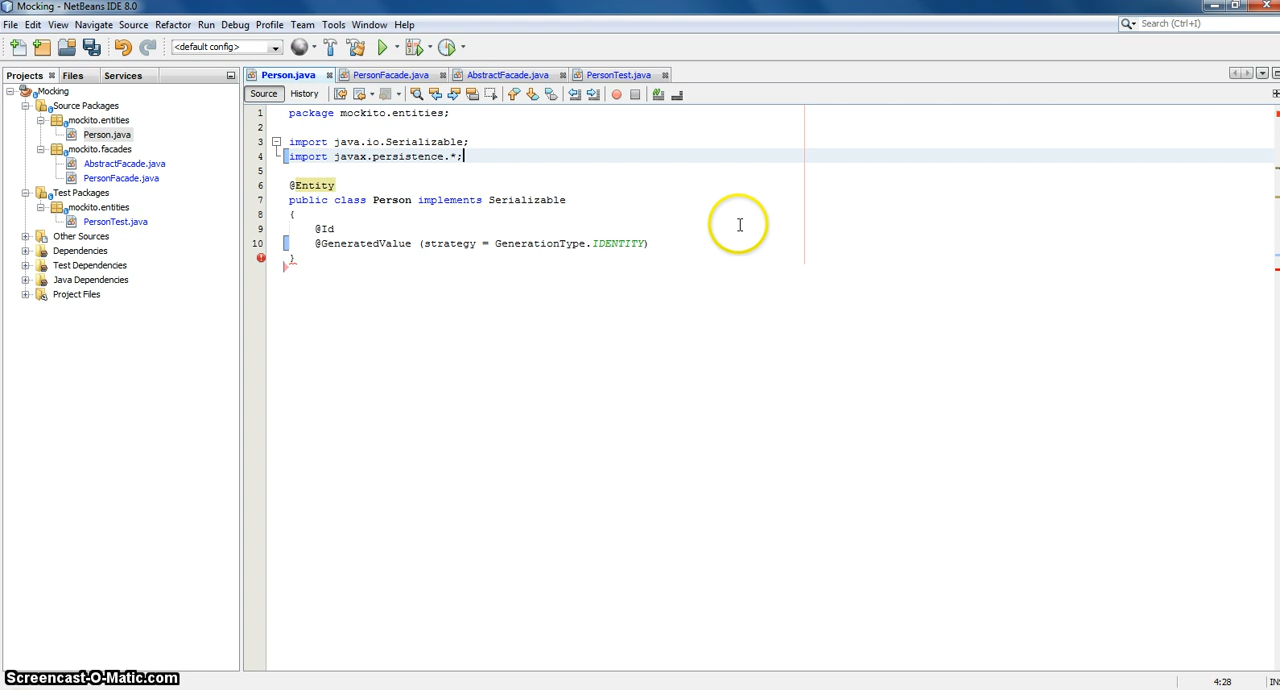 Mocking - NetBeans IDE 8.0
File Edit View Navigate Source Refactor Run Debug Profile Team Tools Window Help
Search (Ctrl+I)
<default config>
Projects Files Services
Person.java PersonFacade.java AbstractFacade.java PersonTest.java
Source History
Mocking
Source Packages
mockito.entities
Person.java
mockito.facades
AbstractFacade.java
PersonFacade.java
Test Packages
mockito.entities
PersonTest.java
Other Sources
Dependencies
Test Dependencies
Java Dependencies
Project Files
1 package mockito.entities;
2
3 import java.io.Serializable;
4 import javax.persistence.*;
5
6 @Entity
7 public class Person implements Serializable
8 {
9 @Id
10 @GeneratedValue (strategy = GenerationType.IDENTITY)
}
Screencast-O-Matic.com
4:28 IN